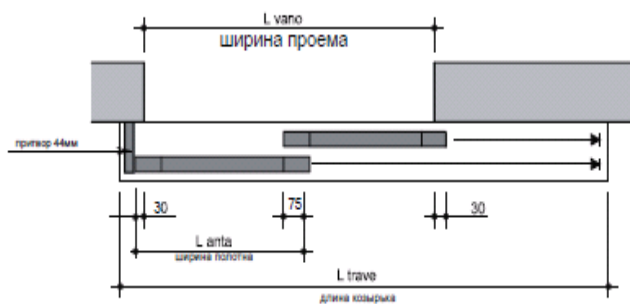 L vano
ширина проема
притвор 44мм
30
75
30
L anta
ширина полотна
L trave
длина козырька